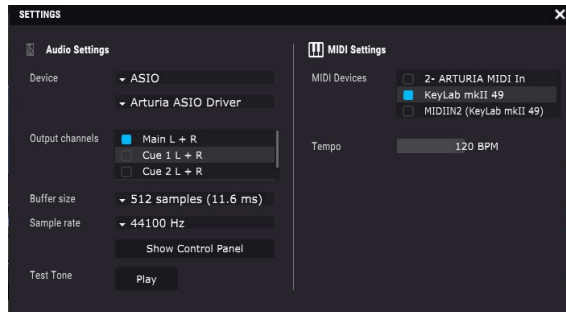 SETTINGS
Audio Settings
Device
ASIO
Arturia ASIO Driver
Output channels
Main L + R
Cue 1 L + R
Cue 2 L + R
Buffer size
512 samples (11.6 ms)
Sample rate
44100 Hz
Show Control Panel
Test Tone
Play
MIDI Settings
MIDI Devices
2- ARTURIA MIDI In
KeyLab mkII 49
MIDIIN2 (KeyLab mkII 49)
Tempo
120 BPM